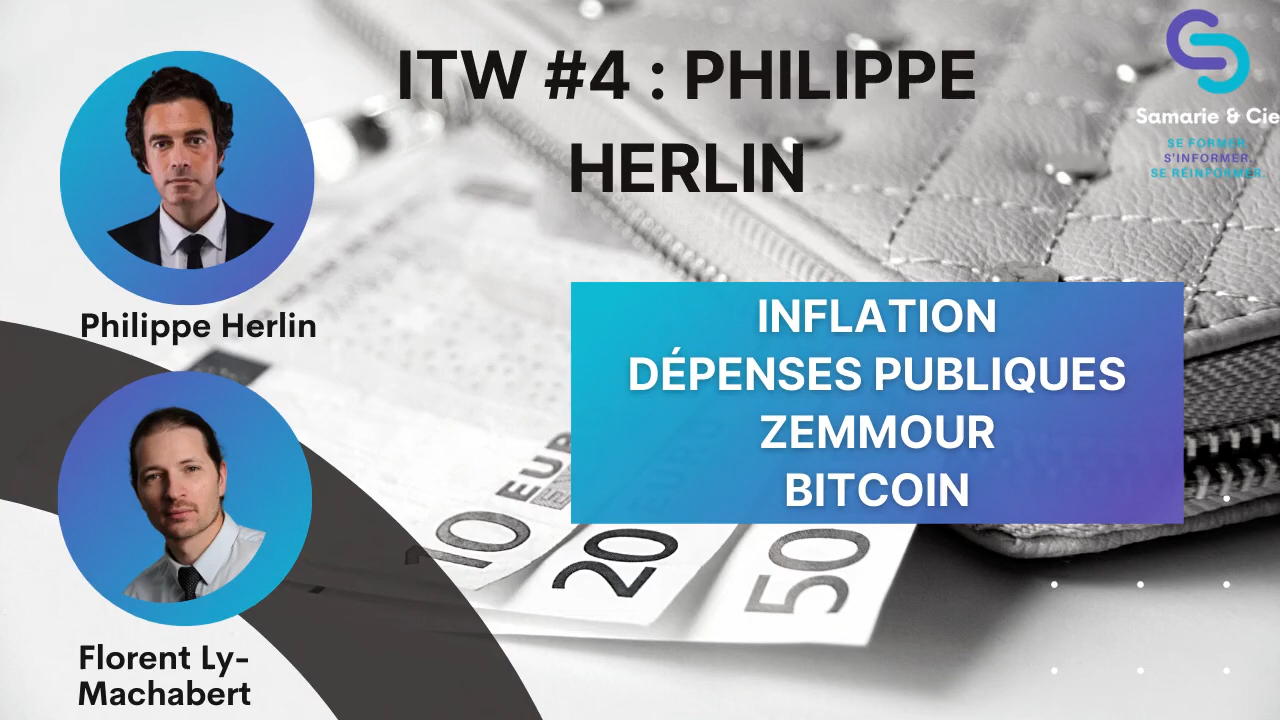 ITW #4 : PHILIPPE
HERLIN
Samarie & Cie
SE FORMER.
S'INFORMER.
SE RÉINFORMER.
Philippe Herlin
INFLATION
DÉPENSES PUBLIQUES
ZEMMOUR
BITCOIN
Florent Ly-
Machabert
10 EUR
20
50